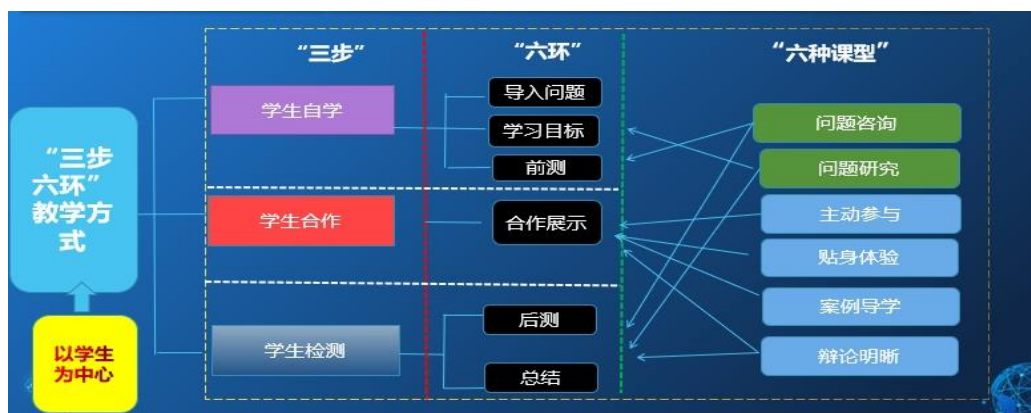 “三步”
“六环”
“六种课型”
“三步
六环”
教学方
式
以学生
为中心
学生自学
导入问题
学习目标
前测
学生合作
合作展示
学生检测
后测
总结
问题咨询
问题研究
主动参与
贴身体验
案例导学
辩论明晰